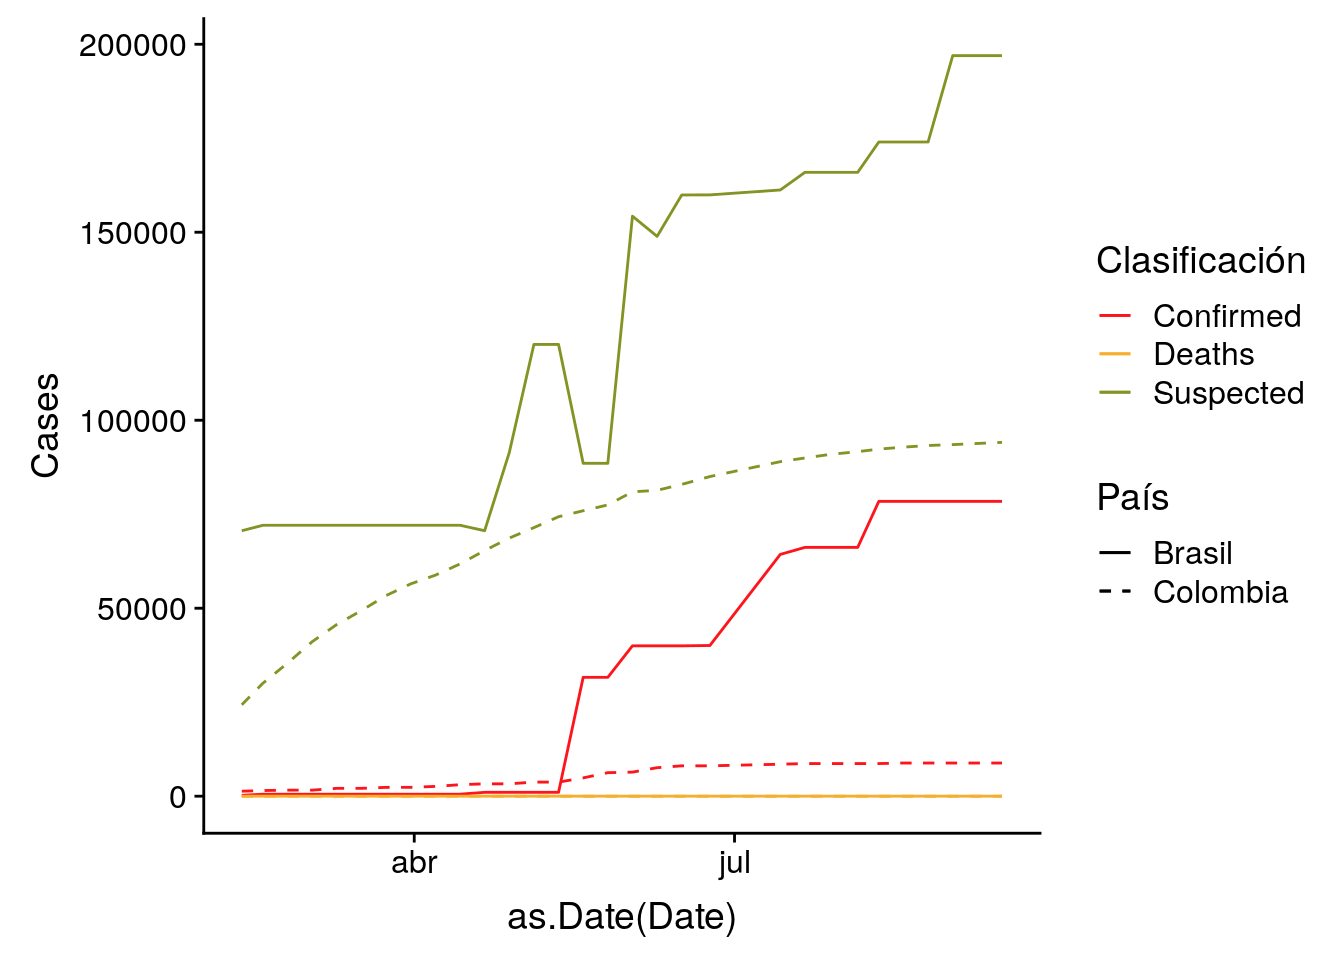 200000
150000
100000
50000
0
Cases
abr
jul
as.Date(Date)
Clasificación
Confirmed
Deaths
Suspected
País
Brasil
Colombia